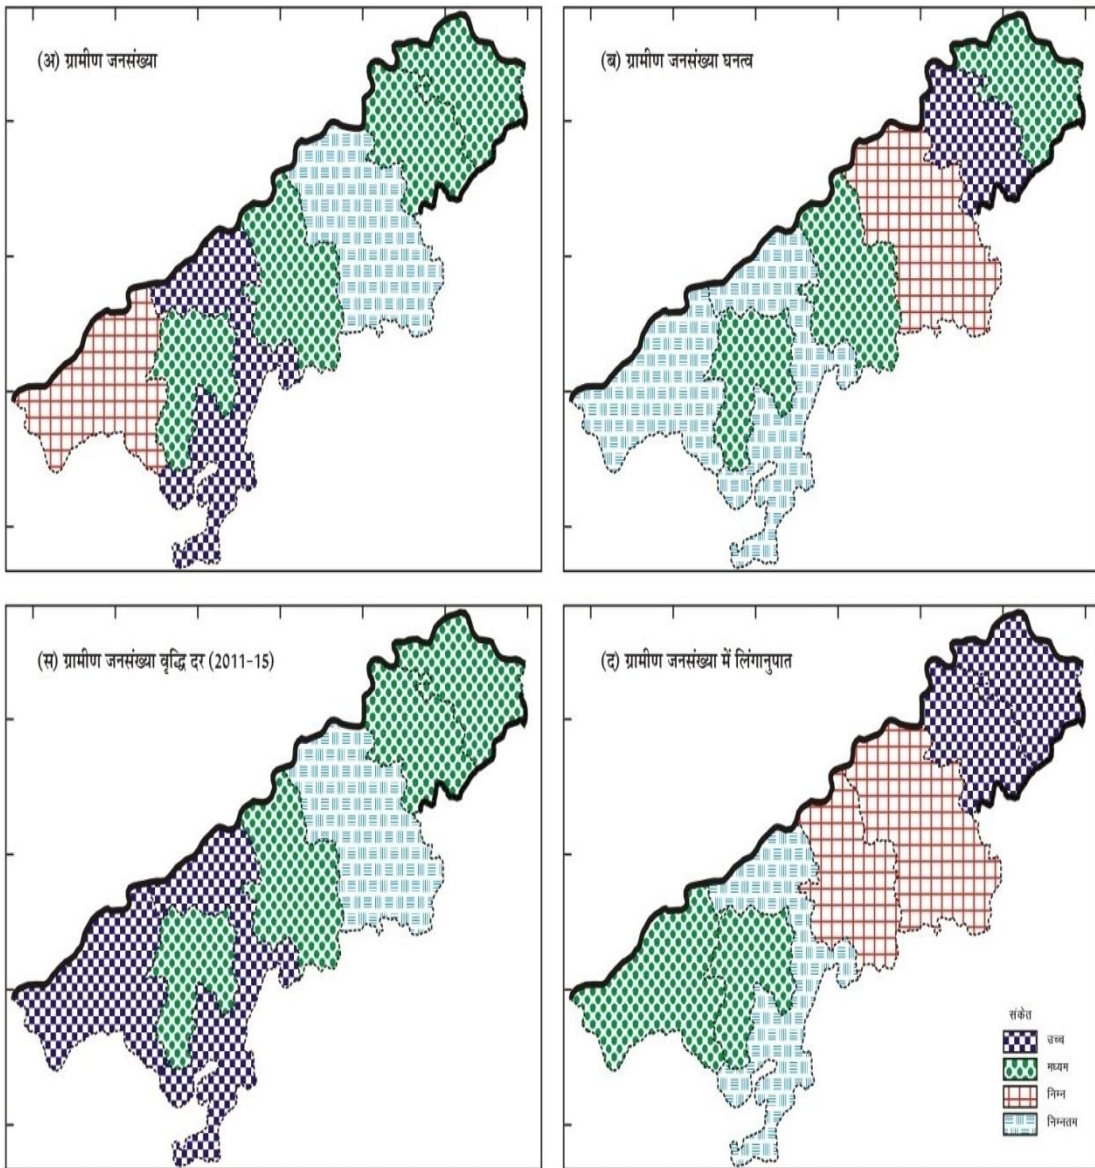 (अ) ग्रामीण जनसंख्या
(ब) ग्रामीण जनसंख्या घनत्व
(स) ग्रामीण जनसंख्या वृद्धि दर (2011-15)
(द) ग्रामीण जनसंख्या में लिंगानुपात
संकेत
उच्च
मध्यम
निम्न
निम्नतम